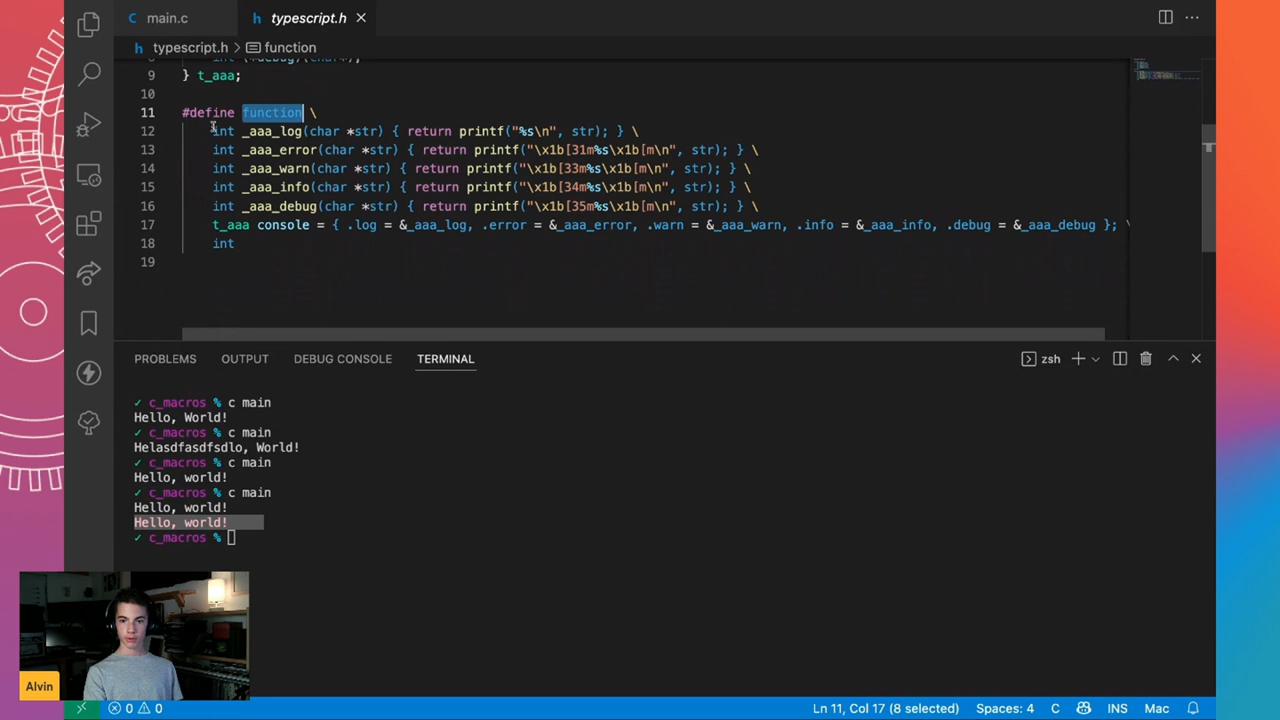 C main.c
h typescript.h
h typescript.h > function
9 } t_aaa;
10
11 #define function \
12 int _aaa_log(char *str) { return printf("%s\n", str); } \
13 int _aaa_error(char *str) { return printf("\x1b[31m%s\x1b[m\n", str); } \
14 int _aaa_warn(char *str) { return printf("\x1b[33m%s\x1b[m\n", str); } \
15 int _aaa_info(char *str) { return printf("\x1b[34m%s\x1b[m\n", str); } \
16 int _aaa_debug(char *str) { return printf("\x1b[35m%s\x1b[m\n", str); } \
17 t_aaa console = { .log = &_aaa_log, .error = &_aaa_error, .warn = &_aaa_warn, .info = &_aaa_info, .debug = &_aaa_debug }; \
18 int
19
PROBLEMS OUTPUT DEBUG CONSOLE TERMINAL
zsh
✓ c_macros % c main
Hello, World!
✓ c_macros % c main
Helasdfasdfsdlo, World!
✓ c_macros % c main
Hello, world!
✓ c_macros % c main
Hello, world!
Hello, world!
✓ c_macros %
Alvin
0 0 Ln 11, Col 17 (8 selected) Spaces: 4 C INS Mac